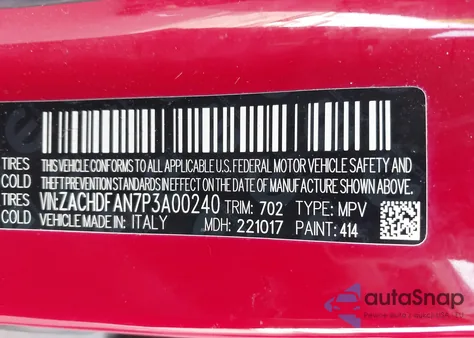 TIRES
COLD
TIRES
COLD
THIS VEHICLE CONFORMS TO ALL APPLICABLE U.S. FEDERAL MOTOR VEHICLE SAFETY AND
THEFT PREVENTION STANDARDS IN EFFECT ON THE DATE OF MANUFACTURE SHOWN ABOVE.
VIN:ZACHDFAN7P3A00240 TRIM: 702 TYPE: MPV
VEHICLE MADE IN: ITALY MDH: 221017 PAINT: 414
autoSnap